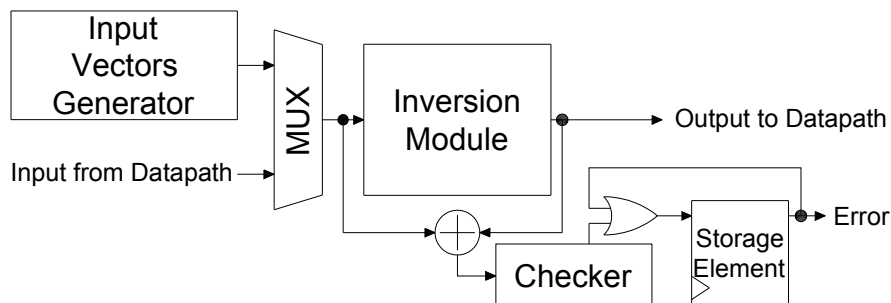 Input
Vectors
Generator
MUX
Inversion
Module
Output to Datapath
Input from Datapath
Checker
Storage
Element
Error